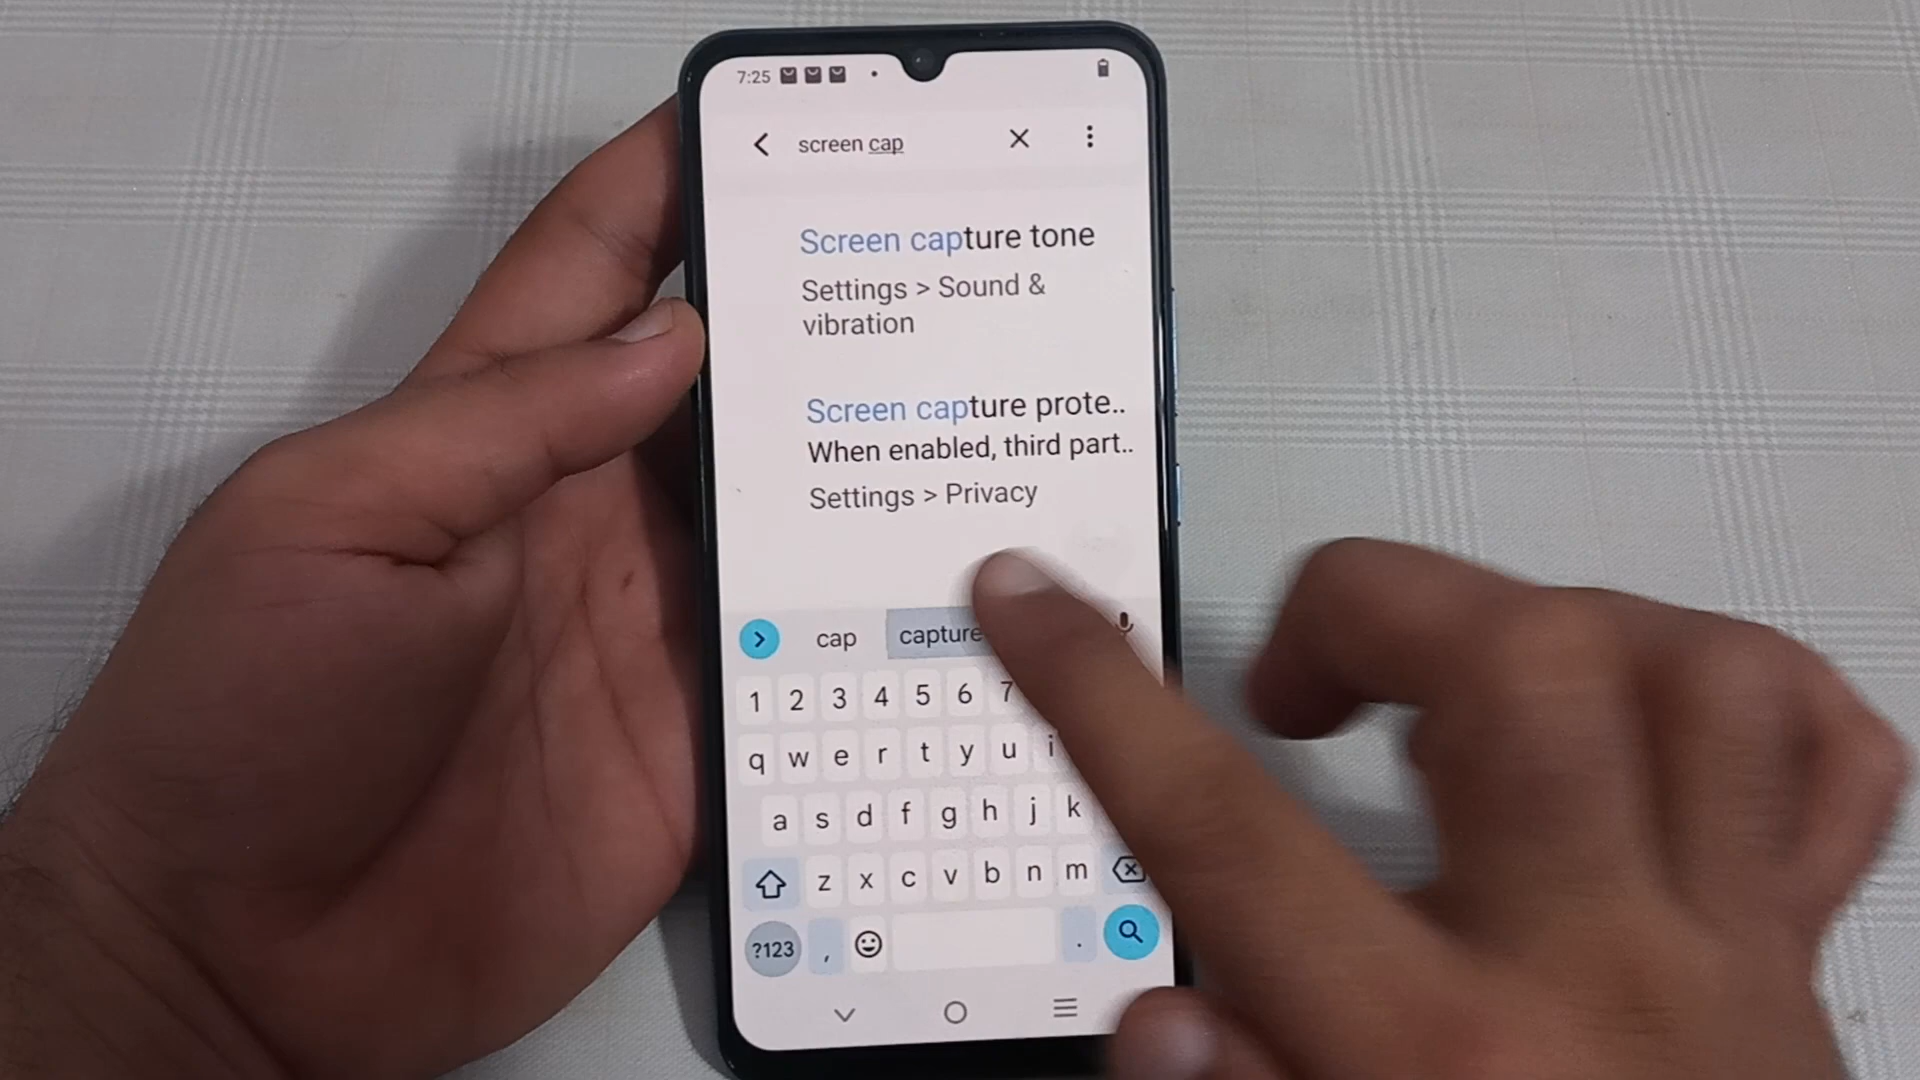 7:25
screen cap
Screen capture tone
Settings > Sound &
vibration
Screen capture prote..
When enabled, third part..
Settings > Privacy
cap capture
1 2 3 4 5 6 7
q w e r t y u i
a s d f g h j k
z x c v b n m
?123 , .